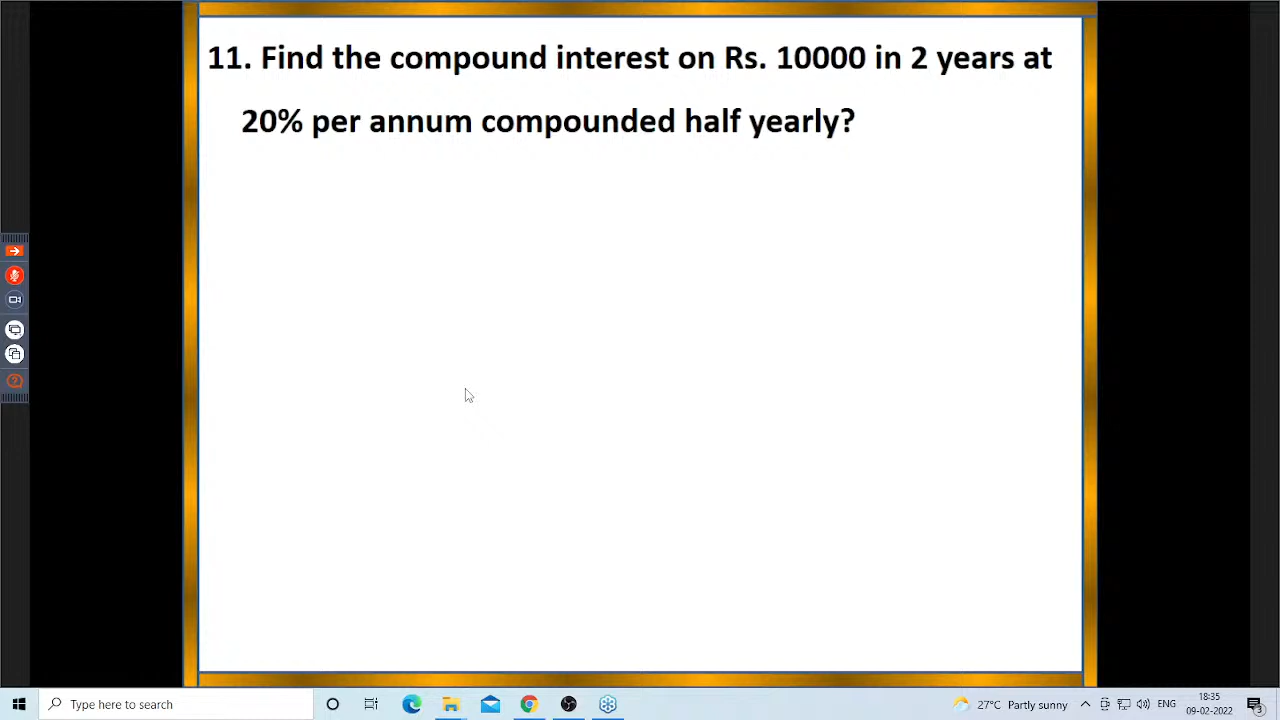 11. Find the compound interest on Rs. 10000 in 2 years at
20% per annum compounded half yearly?
Type here to search
27°C Partly sunny
ENG
18:35
09-02-2022
3